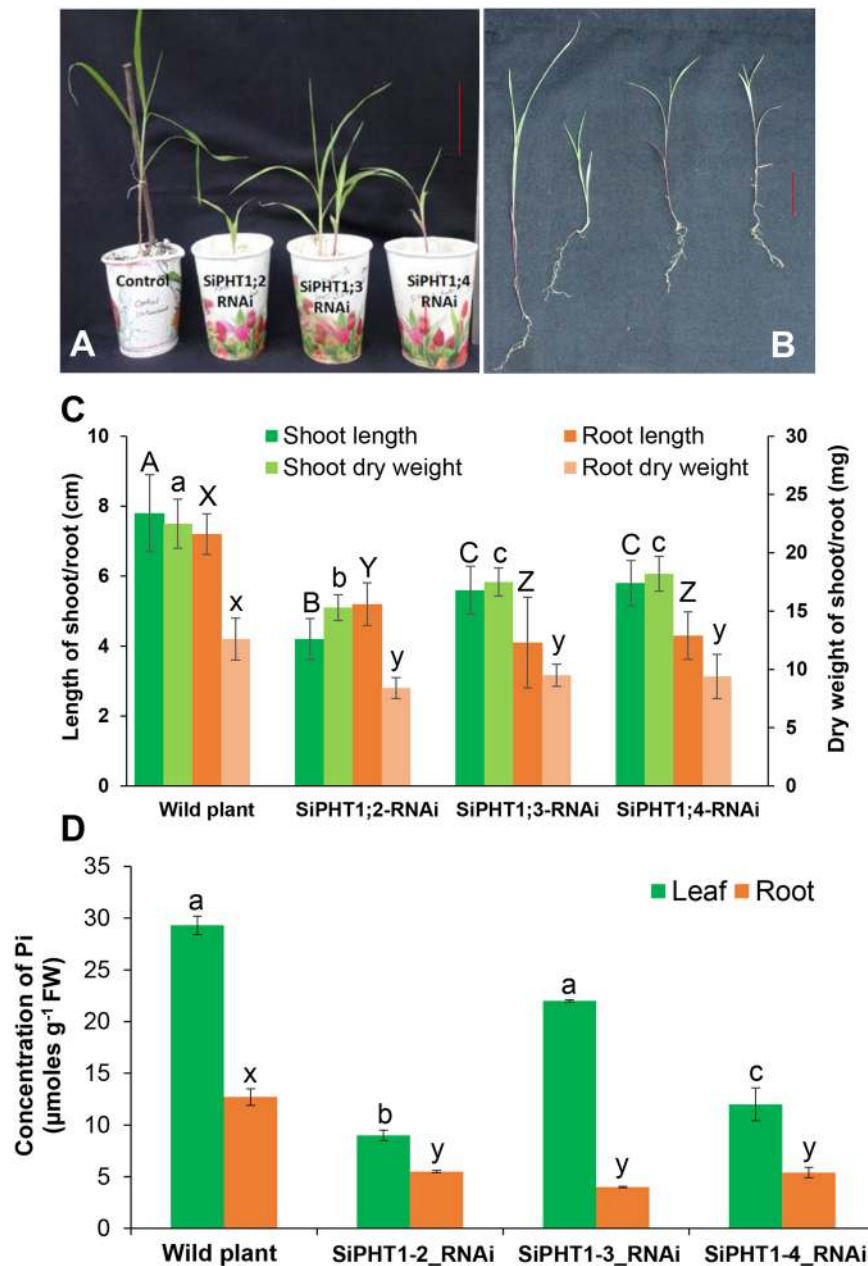 Control
SiPHT1;2
RNAi
SiPHT1;3
RNAi
SiPHT1;4
RNAi
A
B
C
Shoot length
Root length
Shoot dry weight
Root dry weight
Length of shoot/root (cm)
10
8
6
4
2
0
A
a
X
x
B
b
Y
y
C
c
Z
y
C
c
Z
y
30
25
20
15
10
5
0
Dry weight of shoot/root (mg)
Wild plant
SiPHT1;2-RNAi
SiPHT1;3-RNAi
SiPHT1;4-RNAi
D
Leaf
Root
Concentration of Pi
(µmoles g⁻¹ FW)
35
30
25
20
15
10
5
0
a
x
b
y
a
y
c
y
Wild plant
SiPHT1-2_RNAi
SiPHT1-3_RNAi
SiPHT1-4_RNAi